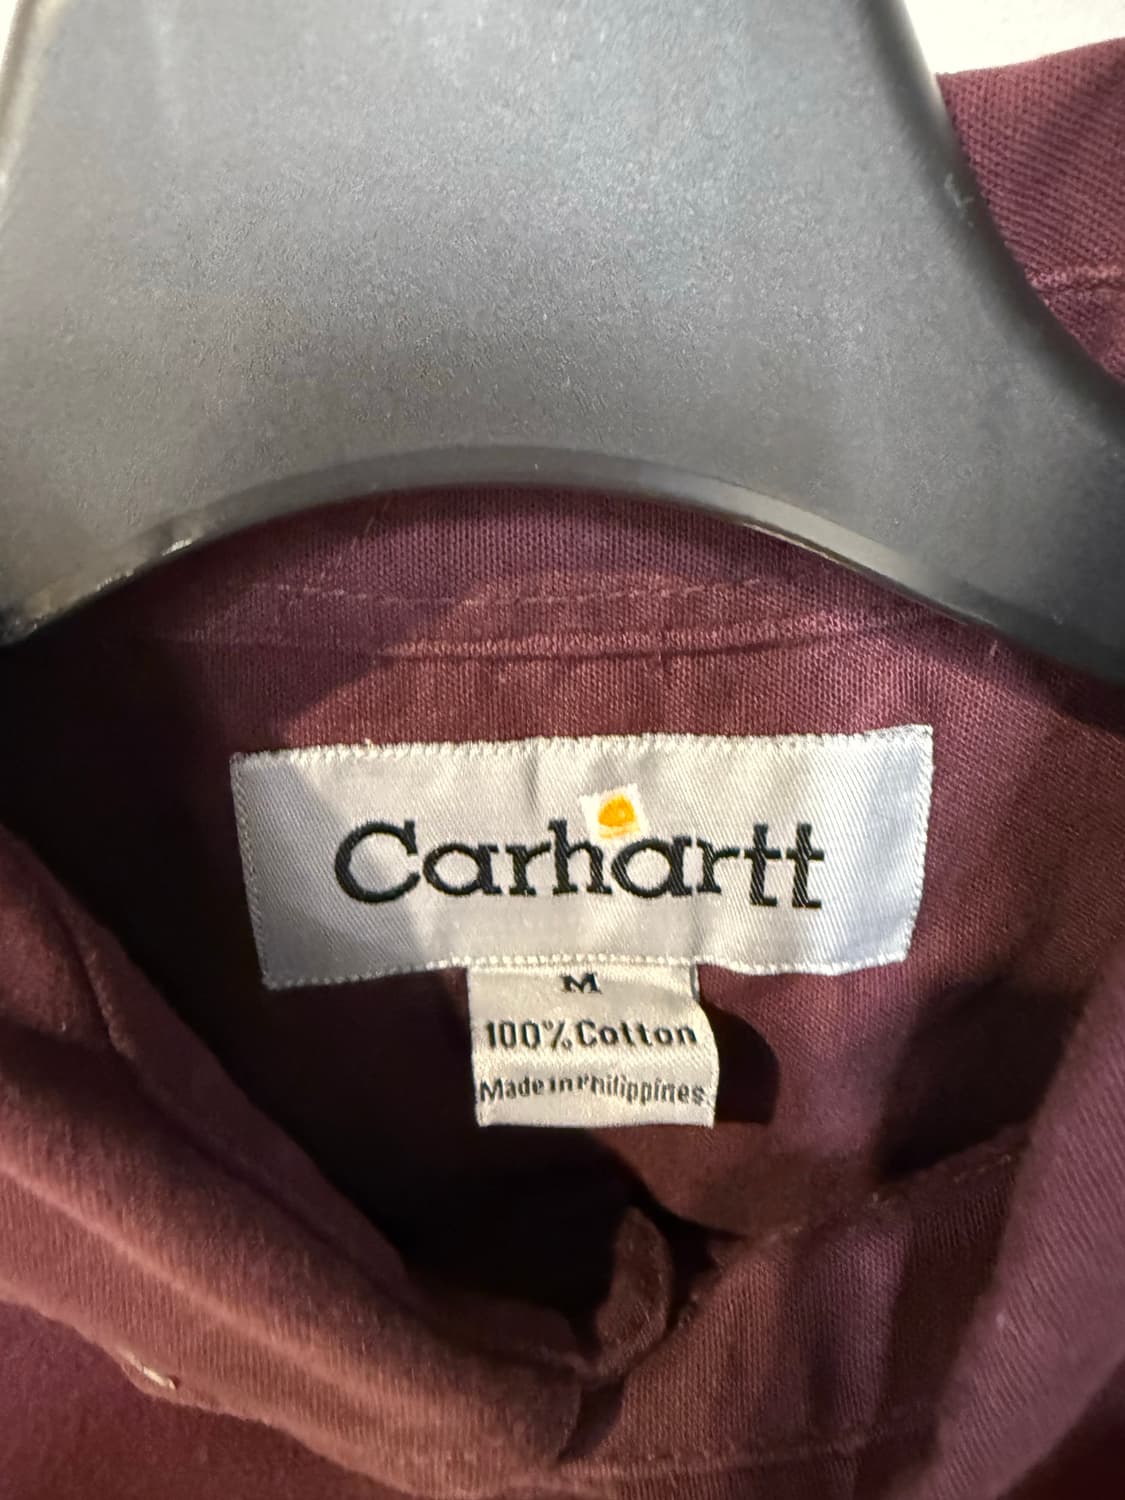 Carhartt
M
100% Cotton
Made in Philippines